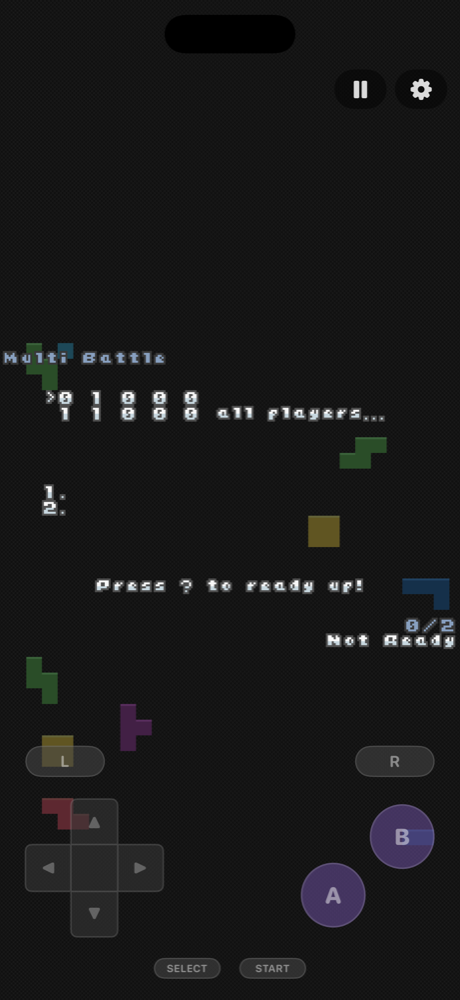 Multi Battle
>0 1 0 0 0
1 1 0 0 0 all players...
1.
2.
Press ? to ready up!
0/2
Not Ready
L
R
B
A
SELECT
START